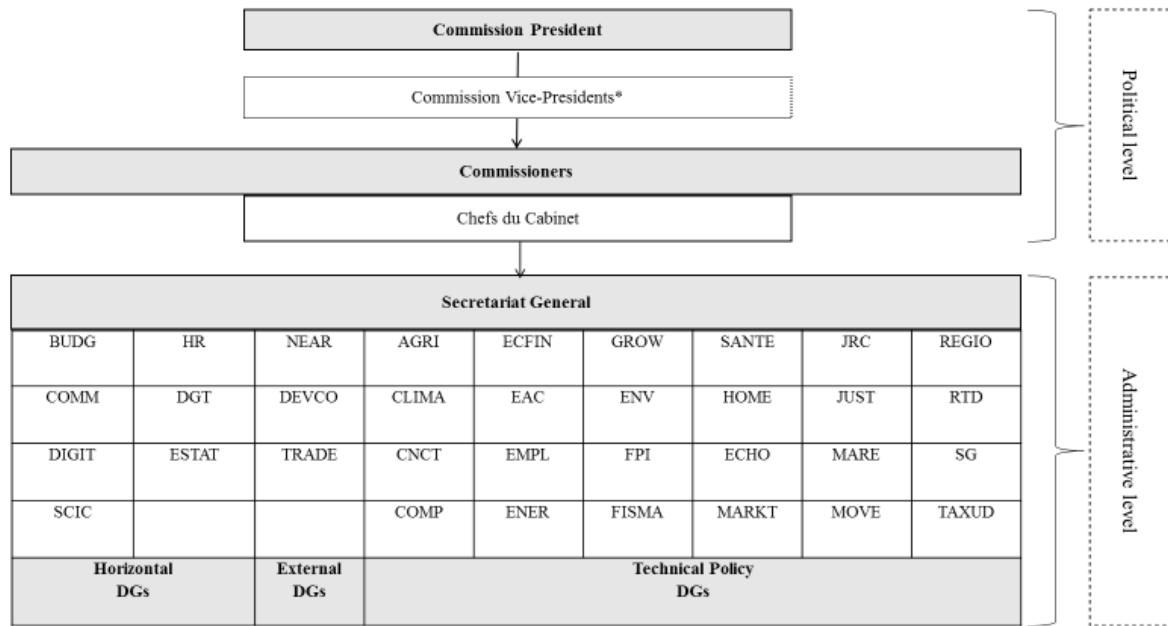 Commission President
Commission Vice-Presidents*
Commissioners
Chefs du Cabinet
Political level
Secretariat General
BUDG HR NEAR AGRI ECFIN GROW SANTE JRC REGIO
COMM DGT DEVCO CLIMA EAC ENV HOME JUST RTD
DIGIT ESTAT TRADE CNCT EMPL FPI ECHO MARE SG
SCIC COMP ENER FISMA MARKT MOVE TAXUD
Horizontal
DGs
External
DGs
Technical Policy
DGs
Administrative level